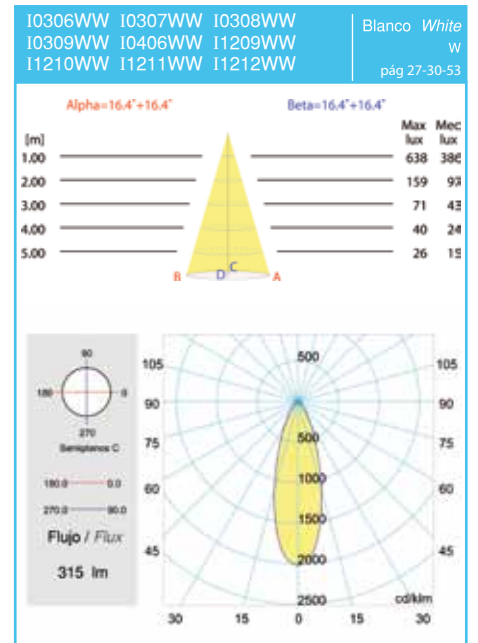 I0306WW I0307WW I0308WW
I0309WW I0406WW I1209WW
I1210WW I1211WW I1212WW
Blanco White
W
pág 27-30-53
Alpha=16.4°+16.4°
Beta=16.4°+16.4°
Max Mec
[m] lux lux
1.00 638 386
2.00 159 97
3.00 71 43
4.00 40 24
5.00 26 15
B D C A
90
180 0
270
Semiplanos C
180.0 0.0
270.0 90.0
Flujo / Flux
315 lm
105 500 105
90 90
75 500 75
60 1000 60
1500
45 2000 45
2500 cd/klm
30 15 0 15 30